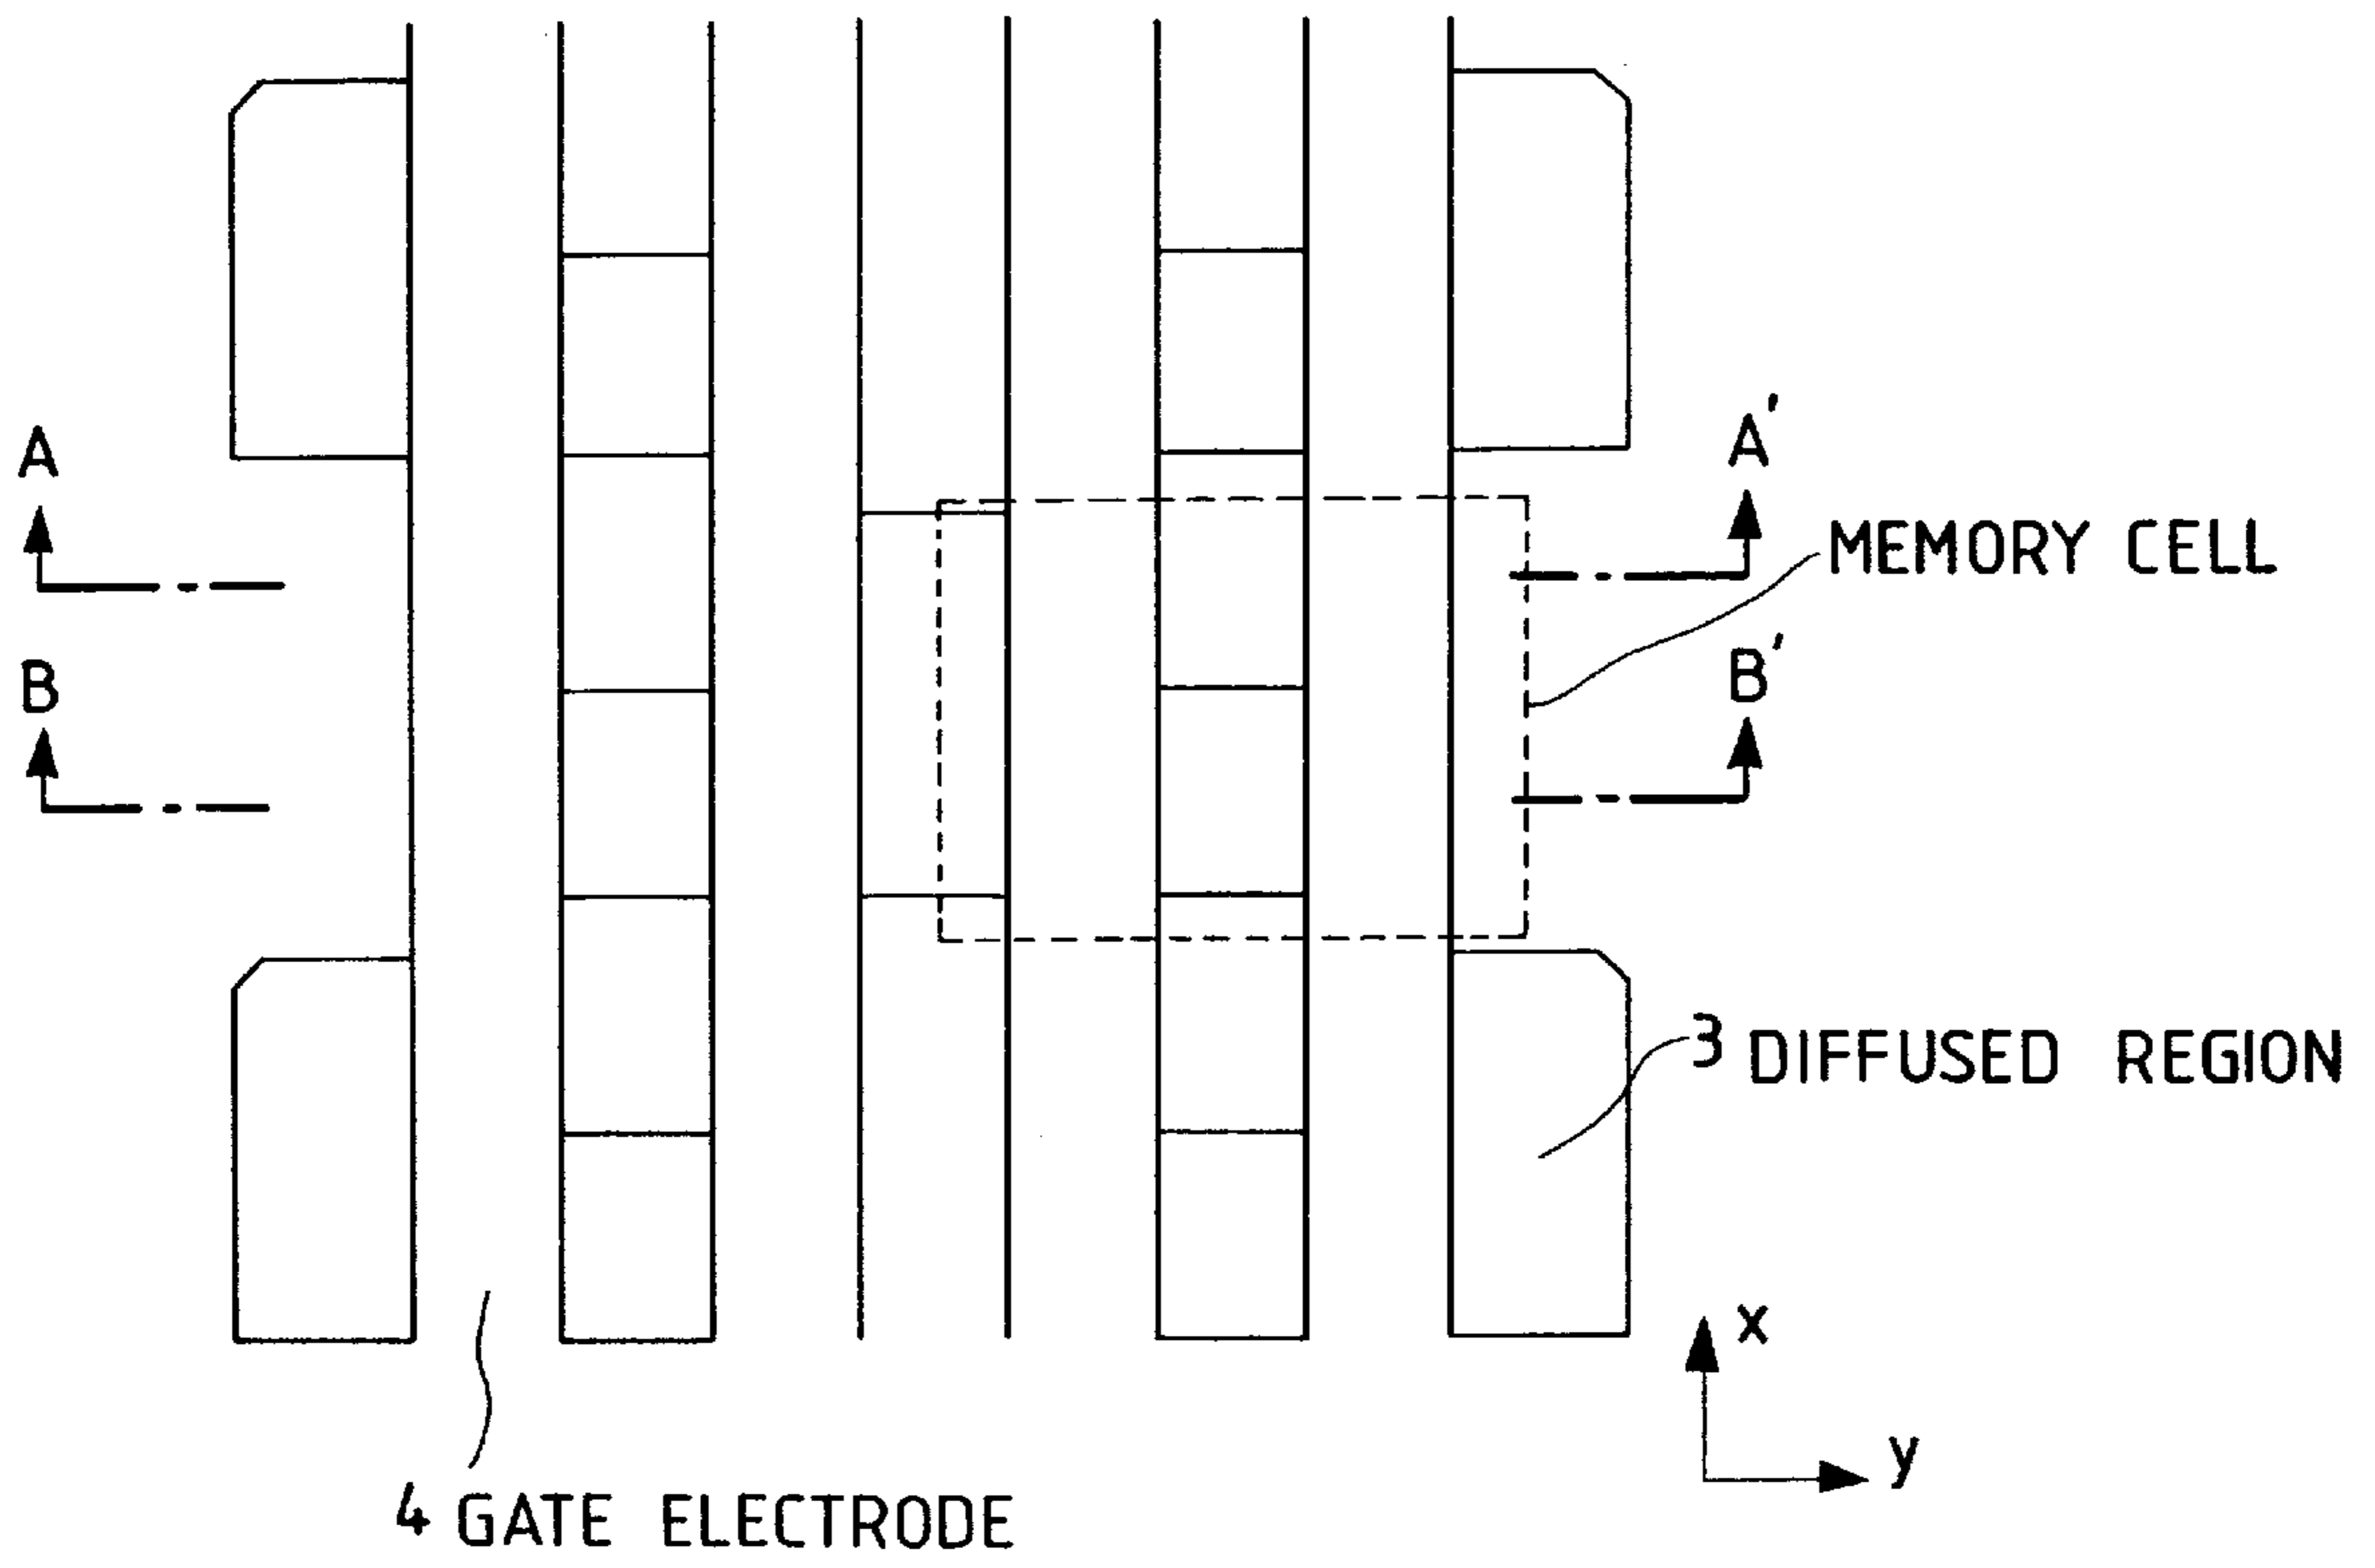 A
A'
MEMORY CELL
B
B'
3 DIFFUSED REGION
x
y
4 GATE ELECTRODE